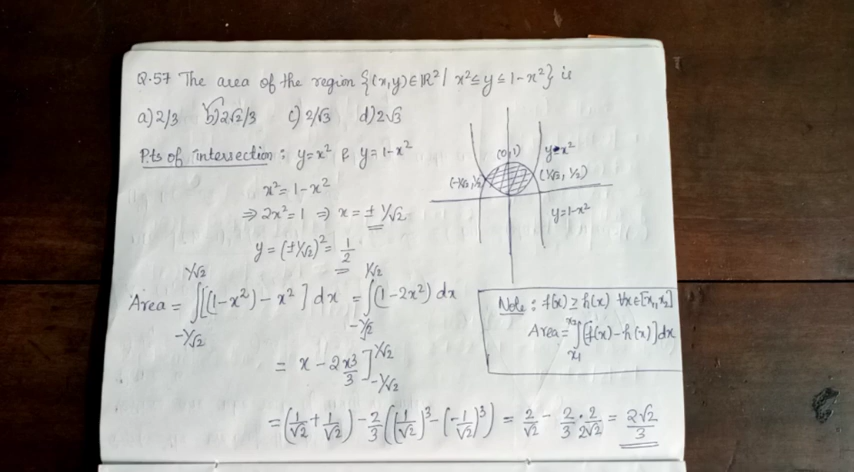 Q.57 The area of the region {(x,y)∈ℝ² | x² ≤ y ≤ 1-x²} is
a) 2/3 b) 2√2/3 c) 2/√3 d) 2√3
Pts of intersection : y=x² & y=1-x²
x²=1-x²
⇒ 2x²=1 ⇒ x=±1/√2
y=(±1/√2)²=1/2
(0,1)
y=x²
(-1/√2,1/2)
(1/√2,1/2)
y=1-x²
Area = ∫_{-1/√2}^{1/√2} [(1-x²)-x²] dx = ∫_{-1/√2}^{1/√2} (1-2x²) dx
= x - 2x³/3 ]_{-1/√2}^{1/√2}
= (1/√2 + 1/√2) - 2/3 ((1/√2)³ - (-1/√2)³) = 2/√2 - 2/3 · 2/2√2 = 2√2/3
Note : f(x) ≥ h(x) ∀x∈[x₁,x₂]
Area = ∫_{x₁}^{x₂} [f(x)-h(x)]dx